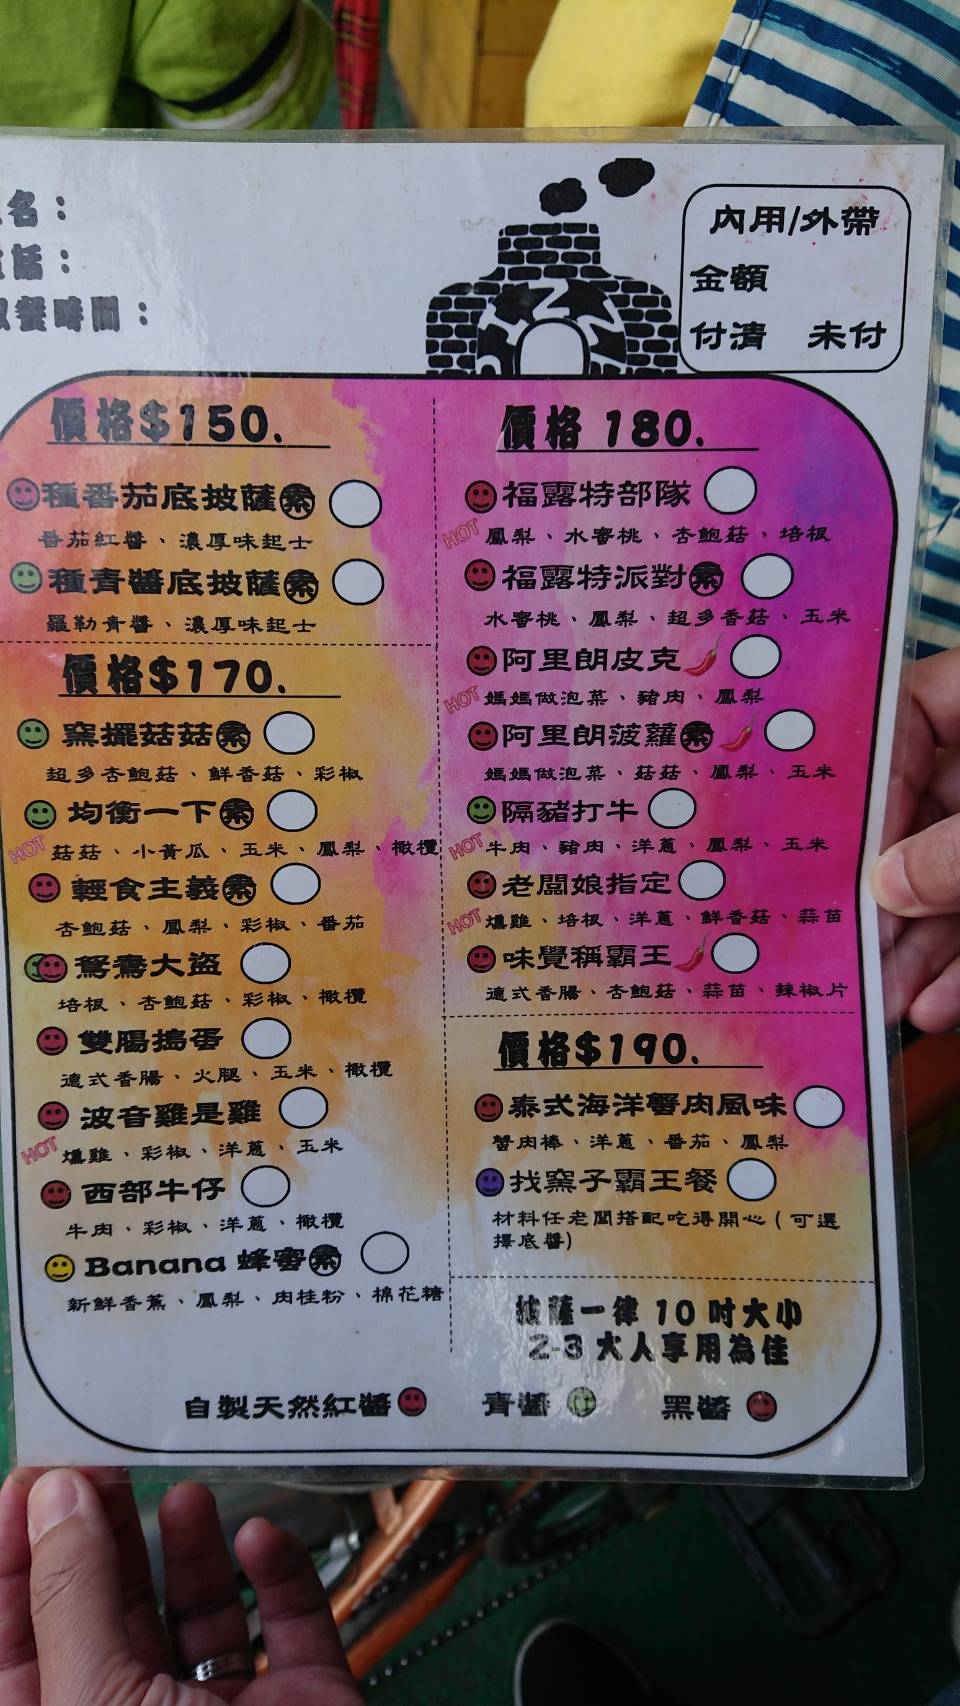 名：
話：
取餐時間：
內用/外帶
金額
付清 未付
價格$150.
種番茄底披薩素
番茄紅醬、濃厚味起士
種青醬底披薩素
羅勒青醬、濃厚味起士
價格$170.
窯擺菇菇素
超多杏鮑菇、鮮香菇、彩椒
均衡一下素
HOT 菇菇、小黃瓜、玉米、鳳梨、橄欖
輕食主義素
杏鮑菇、鳳梨、彩椒、番茄
鴛鴦大盜
培根、杏鮑菇、彩椒、橄欖
雙腸搗蛋
德式香腸、火腿、玉米、橄欖
波音雞是雞
HOT 燻雞、彩椒、洋蔥、玉米
西部牛仔
牛肉、彩椒、洋蔥、橄欖
Banana 蜂蜜素
新鮮香蕉、鳳梨、肉桂粉、棉花糖
價格 180.
福露特部隊
HOT 鳳梨、水蜜桃、杏鮑菇、培根
福露特派對素
水蜜桃、鳳梨、超多香菇、玉米
阿里朗皮克
HOT 媽媽做泡菜、豬肉、鳳梨
阿里朗菠蘿素
媽媽做泡菜、菇菇、鳳梨、玉米
隔豬打牛
HOT 牛肉、豬肉、洋蔥、鳳梨、玉米
老闆娘指定
HOT 燻雞、培根、洋蔥、鮮香菇、蒜苗
味覺稱霸王
德式香腸、杏鮑菇、蒜苗、辣椒片
價格$190.
泰式海洋蟹肉風味
蟹肉棒、洋蔥、番茄、鳳梨
找窯子霸王餐
材料任老闆搭配吃得開心(可選
擇底醬)
披薩一律 10 吋大小
2-3 大人享用為佳
自製天然紅醬 青醬 黑醬